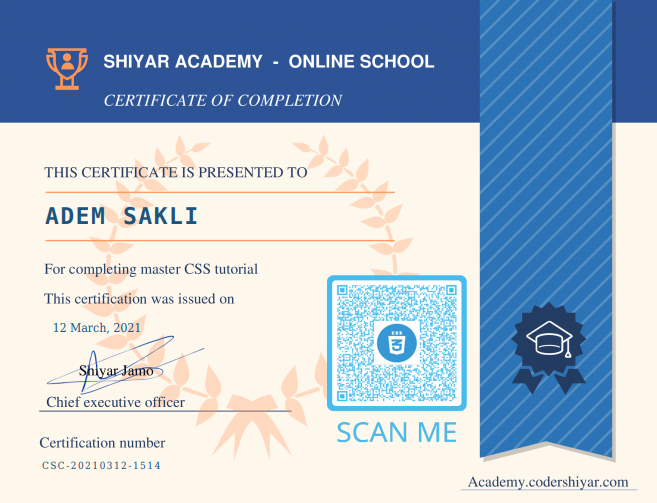 SHIYAR ACADEMY - ONLINE SCHOOL
CERTIFICATE OF COMPLETION
THIS CERTIFICATE IS PRESENTED TO
ADEM SAKLI
For completing master CSS tutorial
This certification was issued on
12 March, 2021
Shiyar Jamo
Chief executive officer
Certification number
CSC-20210312-1514
SCAN ME
Academy.codershiyar.com